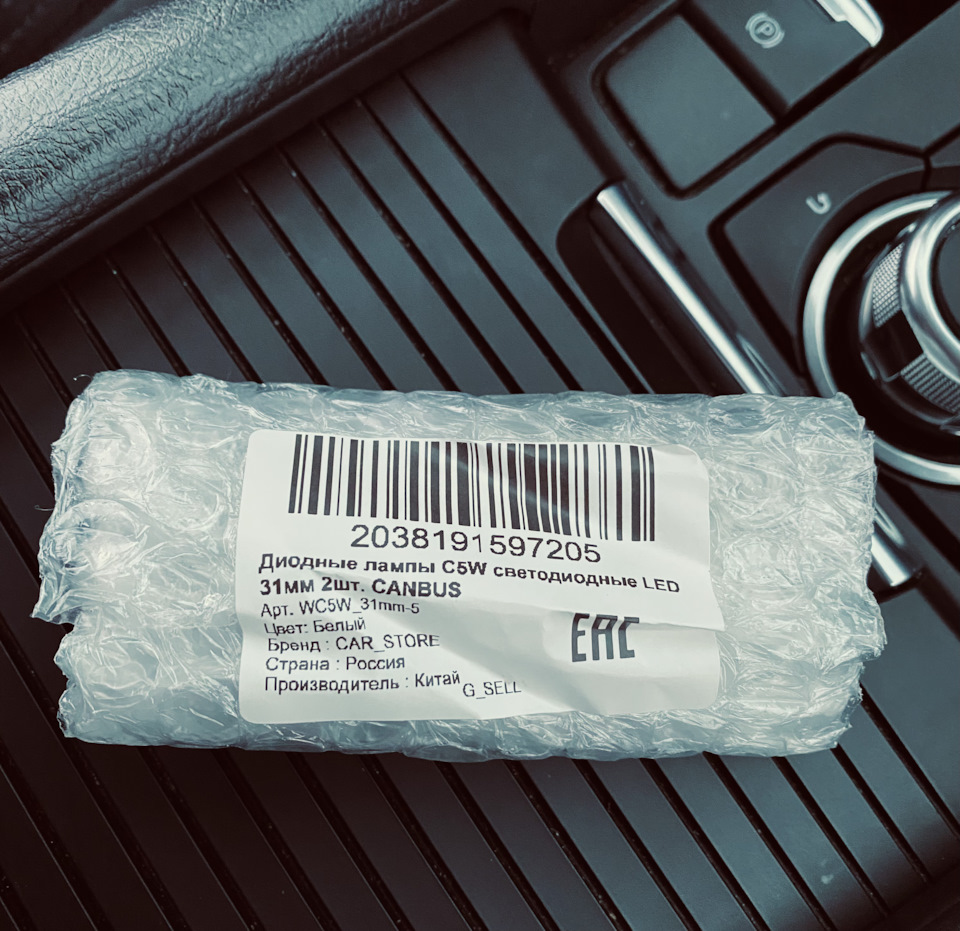 2038191597205
Диодные лампы C5W светодиодные LED
31мм 2шт. CANBUS
Арт. WC5W_31mm-5
Цвет: Белый
Бренд : CAR_STORE
Страна : Россия
Производитель : Китай
G_SELL
EAC
P